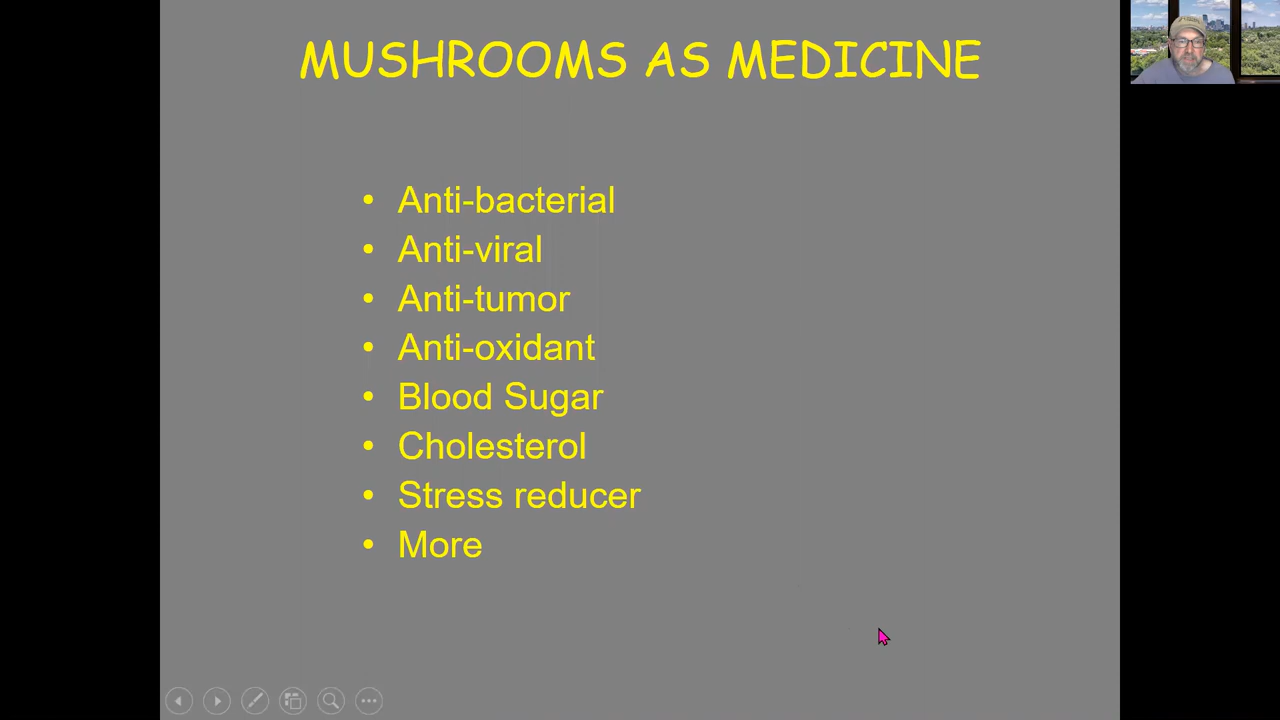 MUSHROOMS AS MEDICINE
• Anti-bacterial
• Anti-viral
• Anti-tumor
• Anti-oxidant
• Blood Sugar
• Cholesterol
• Stress reducer
• More